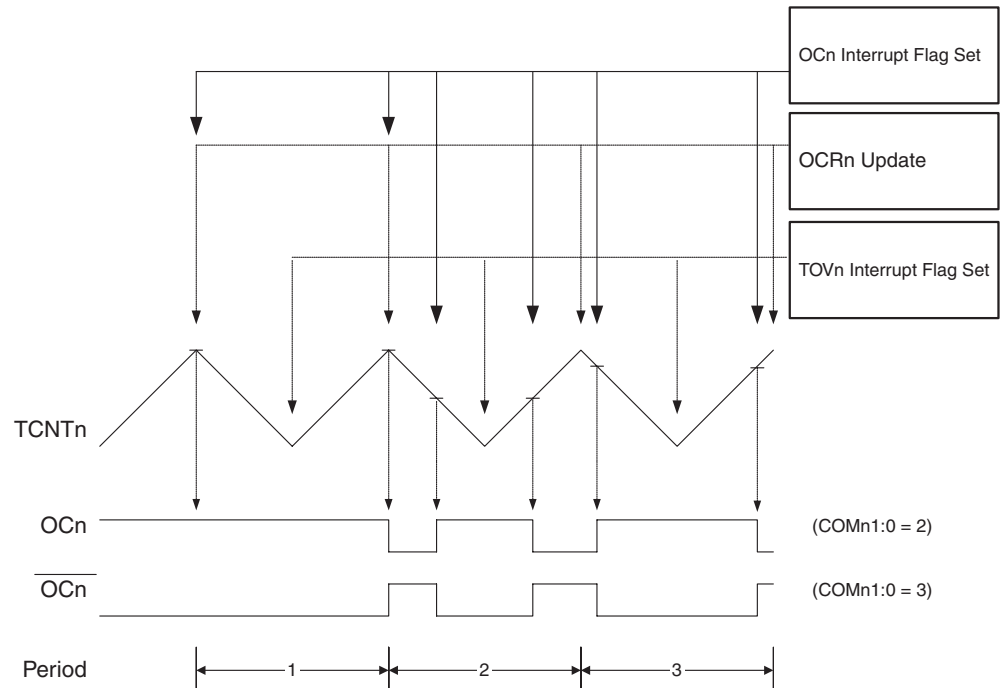 OCn Interrupt Flag Set
OCRn Update
TOVn Interrupt Flag Set
TCNTn
OCn
(COMn1:0 = 2)
OCn
(COMn1:0 = 3)
Period
1
2
3